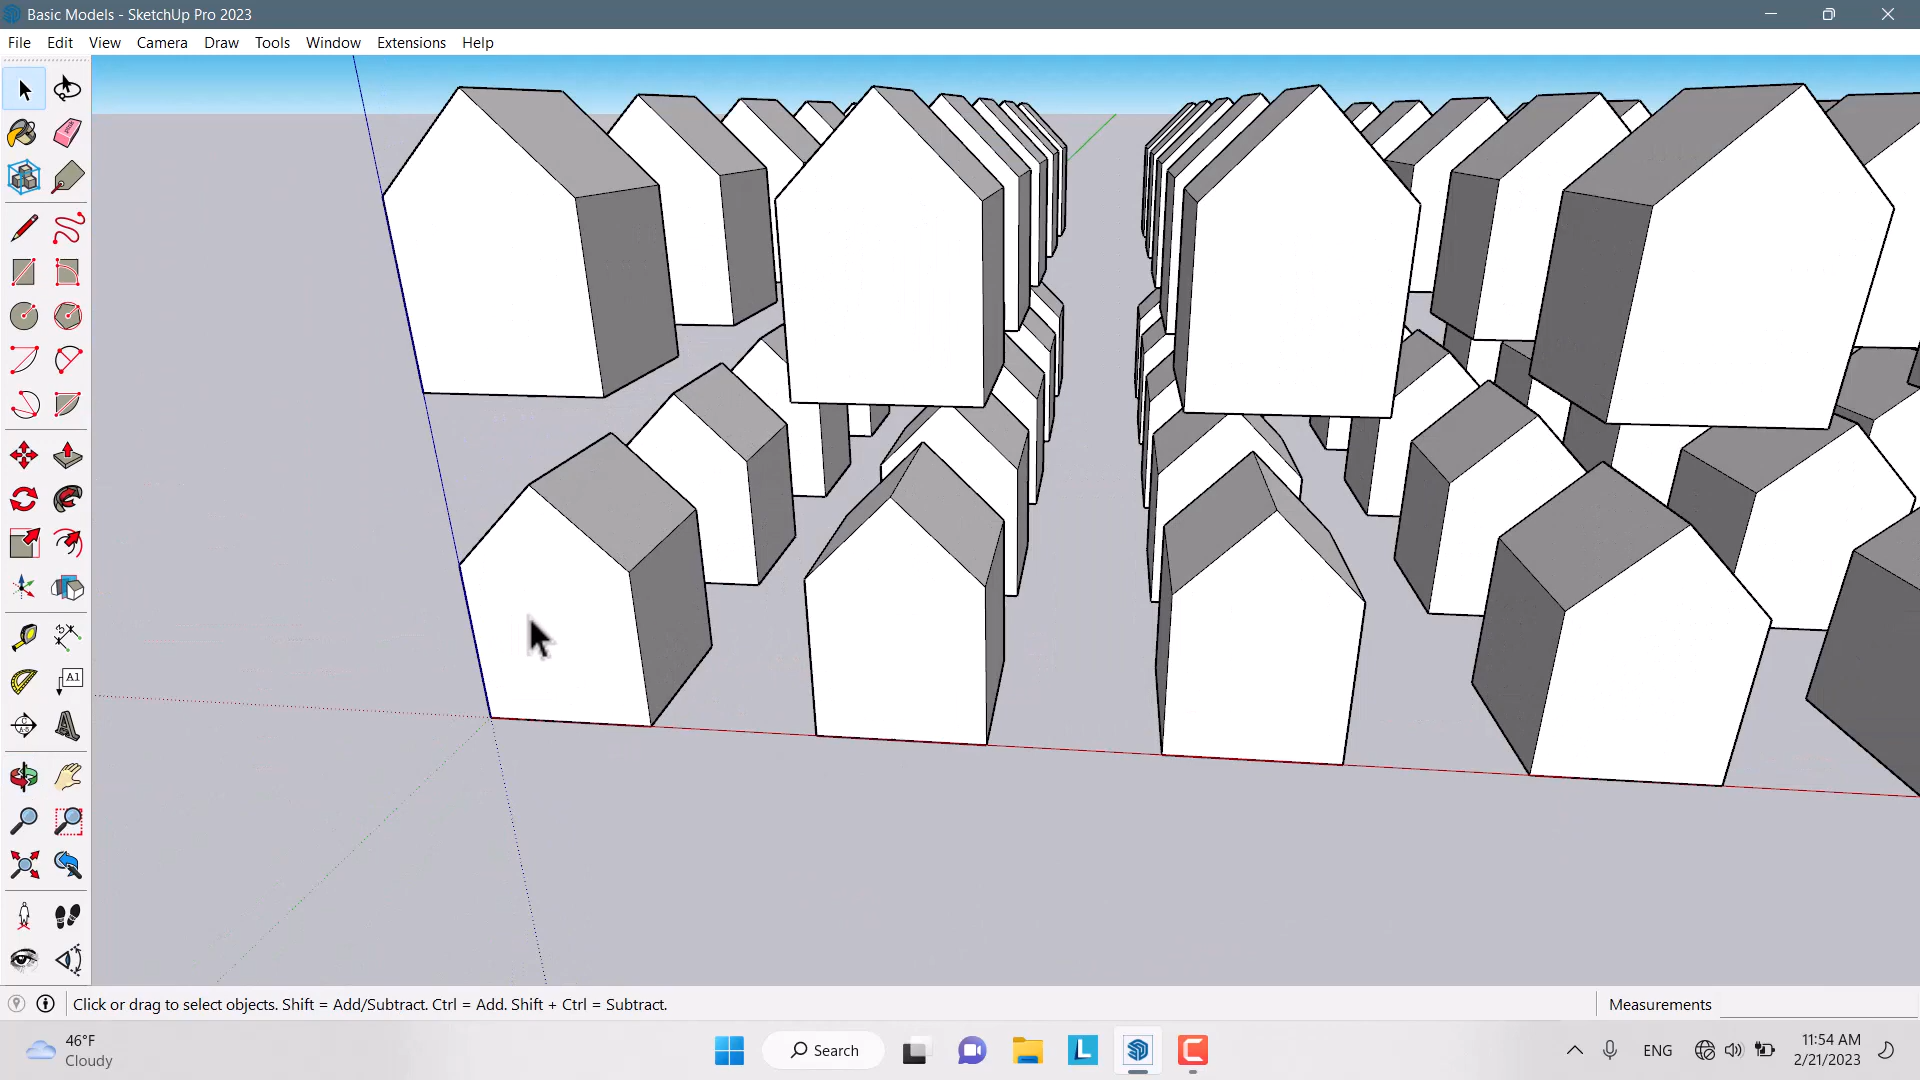 Basic Models - SketchUp Pro 2023
File Edit View Camera Draw Tools Window Extensions Help
A1
Click or drag to select objects. Shift = Add/Subtract. Ctrl = Add. Shift + Ctrl = Subtract.
Measurements
46°F
Cloudy
Search
L
C
ENG
11:54 AM
2/21/2023